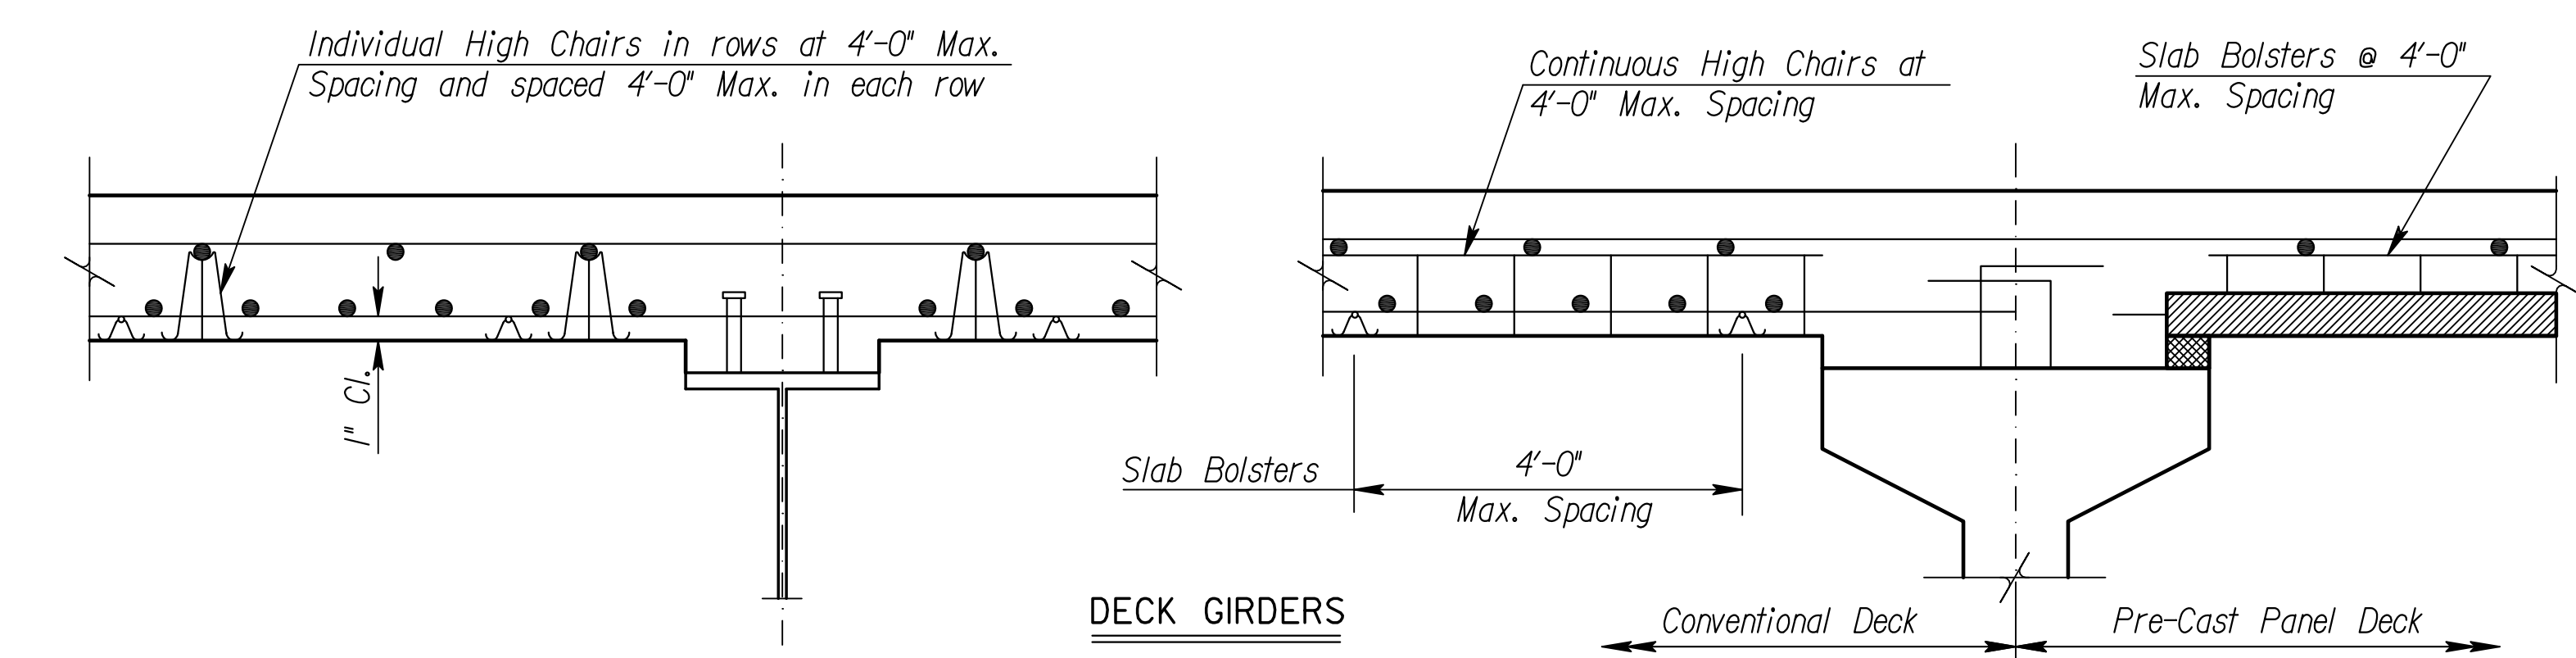 Individual High Chairs in rows at 4'-0" Max.
Spacing and spaced 4'-0" Max. in each row
Continuous High Chairs at
4'-0" Max. Spacing
Slab Bolsters @ 4'-0"
Max. Spacing
1" Cl.
Slab Bolsters
4'-0"
Max. Spacing
DECK GIRDERS
Conventional Deck
Pre-Cast Panel Deck